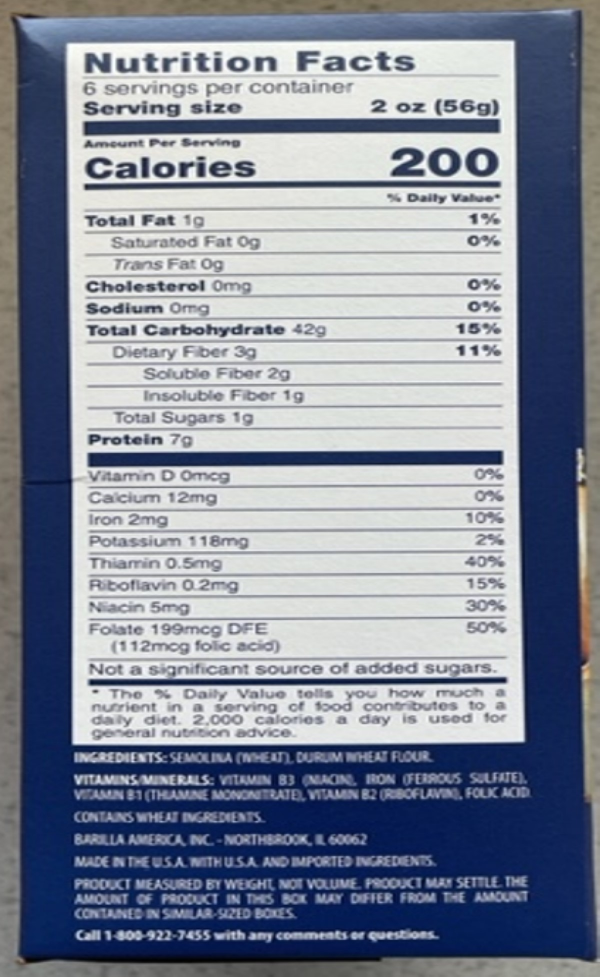 Nutrition Facts
6 servings per container
Serving size 2 oz (56g)
Amount Per Serving
Calories 200
% Daily Value*
Total Fat 1g 1%
Saturated Fat 0g 0%
Trans Fat 0g
Cholesterol 0mg 0%
Sodium 0mg 0%
Total Carbohydrate 42g 15%
Dietary Fiber 3g 11%
Soluble Fiber 2g
Insoluble Fiber 1g
Total Sugars 1g
Protein 7g
Vitamin D 0mcg 0%
Calcium 12mg 0%
Iron 2mg 10%
Potassium 118mg 2%
Thiamin 0.5mg 40%
Riboflavin 0.2mg 15%
Niacin 5mg 30%
Folate 199mcg DFE 50%
(112mcg folic acid)
Not a significant source of added sugars.
* The % Daily Value tells you how much a
nutrient in a serving of food contributes to a
daily diet. 2,000 calories a day is used for
general nutrition advice.
INGREDIENTS: SEMOLINA (WHEAT), DURUM WHEAT FLOUR.
VITAMINS/MINERALS: VITAMIN B3 (NIACIN), IRON (FERROUS SULFATE),
VITAMIN B1 (THIAMINE MONONITRATE), VITAMIN B2 (RIBOFLAVIN), FOLIC ACID.
CONTAINS WHEAT INGREDIENTS.
BARILLA AMERICA, INC. - NORTHBROOK, IL 60062
MADE IN THE U.S.A. WITH U.S.A. AND IMPORTED INGREDIENTS.
PRODUCT MEASURED BY WEIGHT, NOT VOLUME. PRODUCT MAY SETTLE. THE
AMOUNT OF PRODUCT IN THIS BOX MAY DIFFER FROM THE AMOUNT
CONTAINED IN SIMILAR-SIZED BOXES.
Call 1-800-922-7455 with any comments or questions.